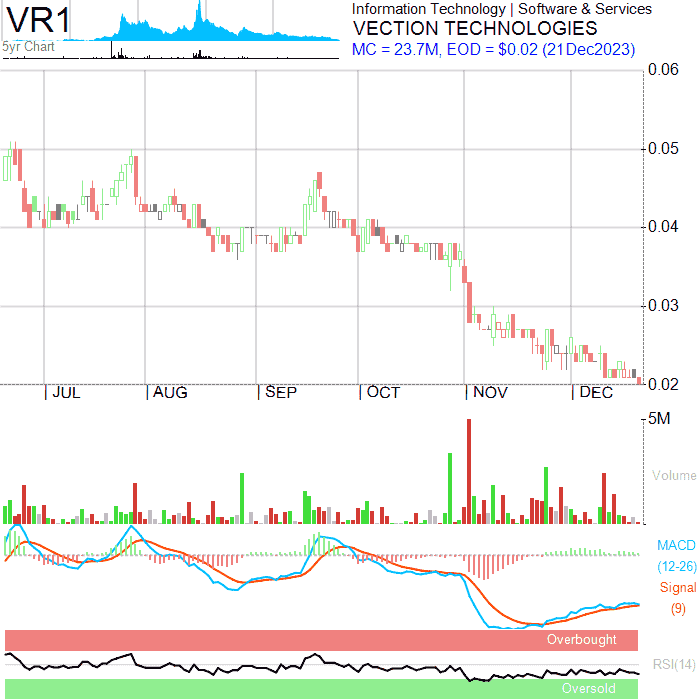 VR1
Information Technology | Software & Services
VECTION TECHNOLOGIES
MC = 23.7M, EOD = $0.02 (21Dec2023)
5yr Chart
0.06
0.05
0.04
0.03
0.02
JUL AUG SEP OCT NOV DEC
5M
Volume
MACD
(12-26)
Signal
(9)
Overbought
RSI(14)
Oversold